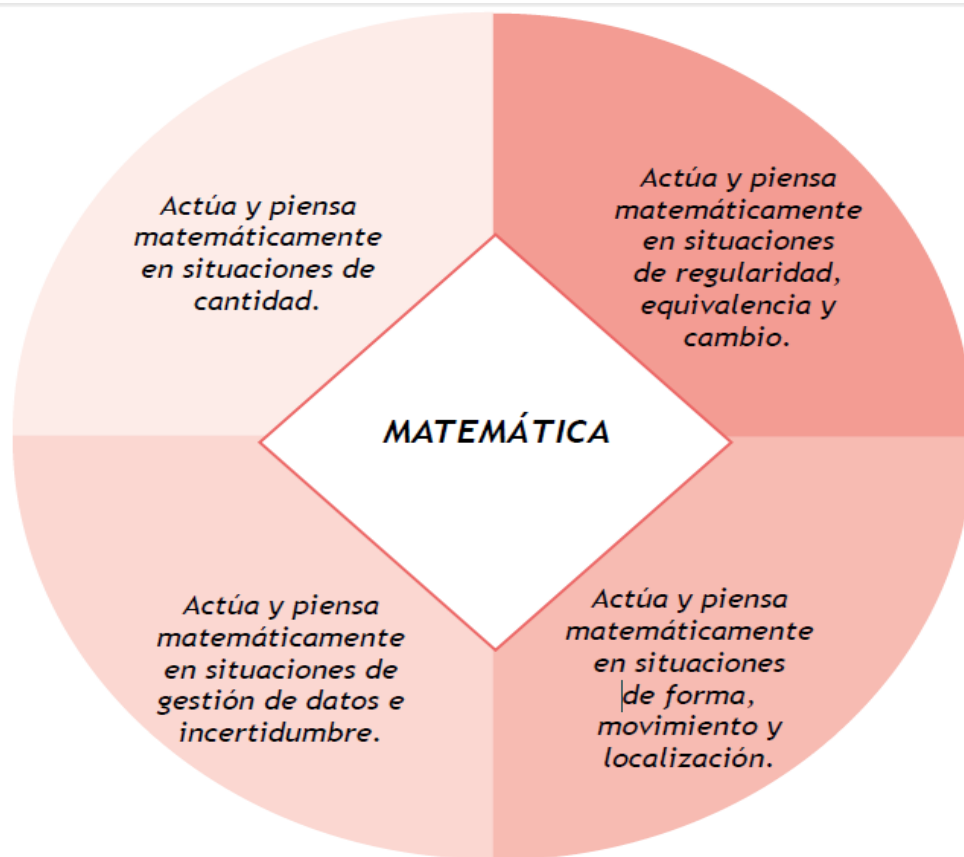 Actúa y piensa
matemáticamente
en situaciones de
cantidad.
Actúa y piensa
matemáticamente
en situaciones
de regularidad,
equivalencia y
cambio.
MATEMÁTICA
Actúa y piensa
matemáticamente
en situaciones de
gestión de datos e
incertidumbre.
Actúa y piensa
matemáticamente
en situaciones
de forma,
movimiento y
localización.